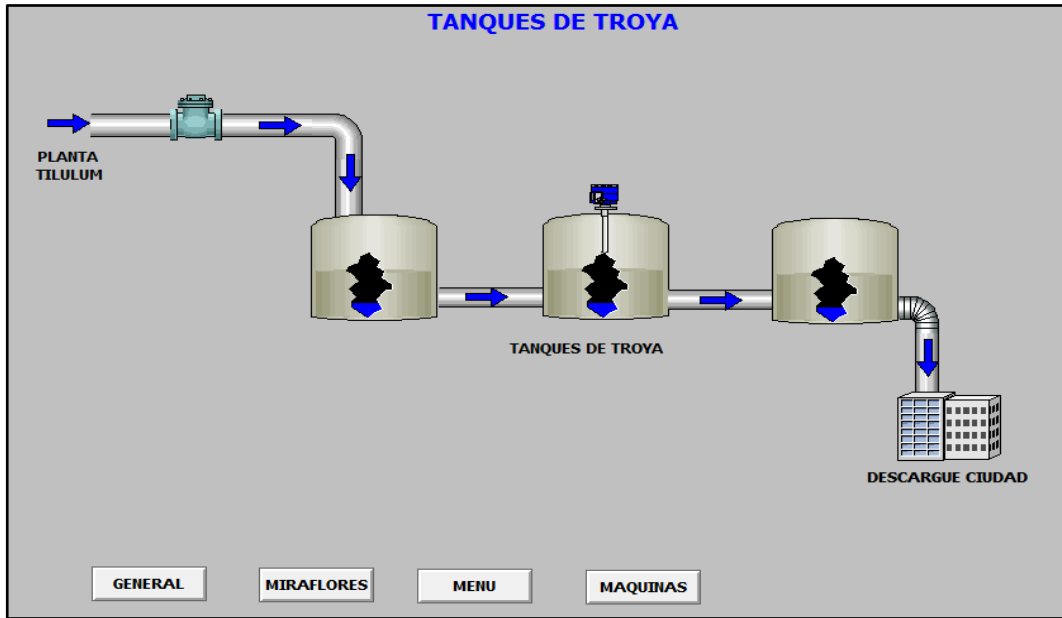 TANQUES DE TROYA
PLANTA
TILULUM
TANQUES DE TROYA
DESCARGUE CIUDAD
GENERAL
MIRAFLORES
MENU
MAQUINAS